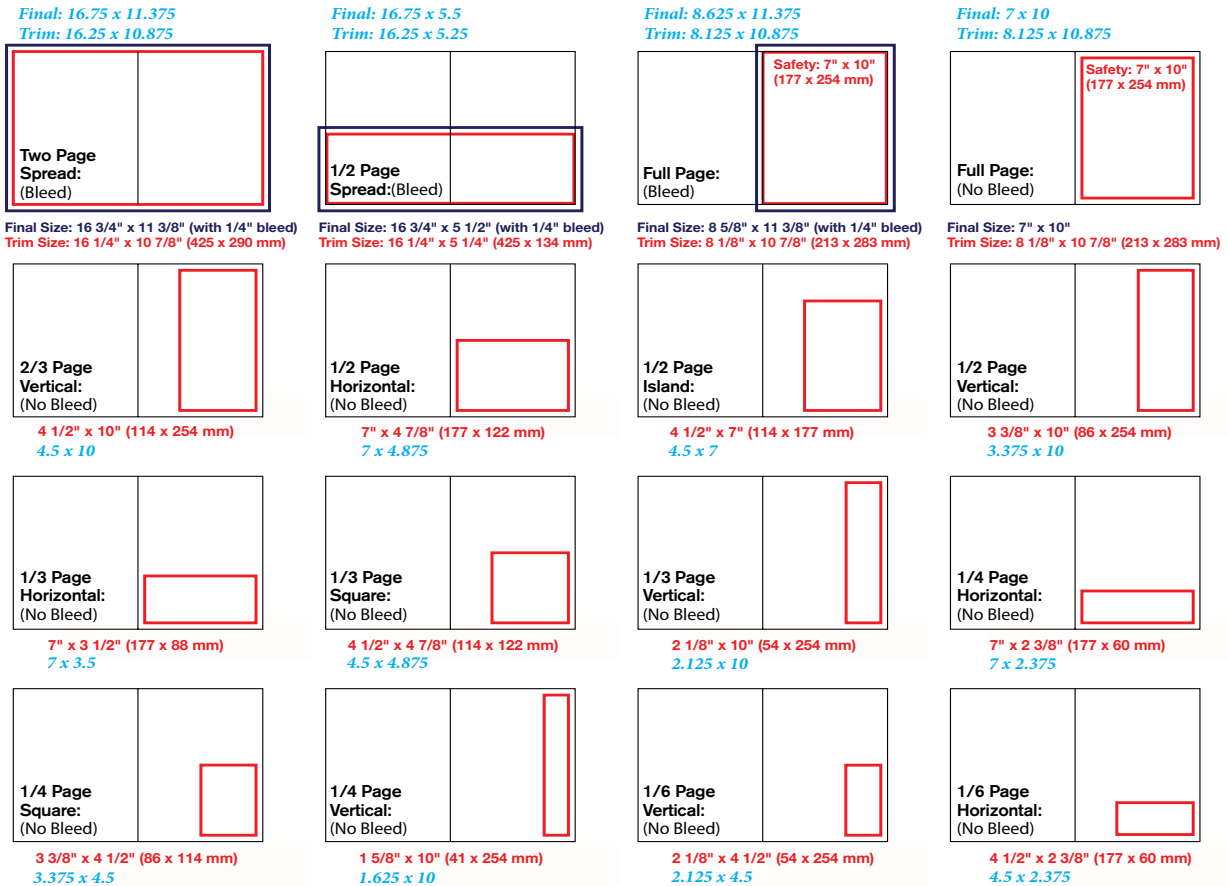 Final: 16.75 x 11.375
Trim: 16.25 x 10.875
Two Page
Spread:
(Bleed)
Final Size: 16 3/4" x 11 3/8" (with 1/4" bleed)
Trim Size: 16 1/4" x 10 7/8" (425 x 290 mm)
Final: 16.75 x 5.5
Trim: 16.25 x 5.25
1/2 Page
Spread:(Bleed)
Final Size: 16 3/4" x 5 1/2" (with 1/4" bleed)
Trim Size: 16 1/4" x 5 1/4" (425 x 134 mm)
Final: 8.625 x 11.375
Trim: 8.125 x 10.875
Safety: 7" x 10"
(177 x 254 mm)
Full Page:
(Bleed)
Final Size: 8 5/8" x 11 3/8" (with 1/4" bleed)
Trim Size: 8 1/8" x 10 7/8" (213 x 283 mm)
Final: 7 x 10
Trim: 8.125 x 10.875
Safety: 7" x 10"
(177 x 254 mm)
Full Page:
(No Bleed)
Final Size: 7" x 10"
Trim Size: 8 1/8" x 10 7/8" (213 x 283 mm)
2/3 Page
Vertical:
(No Bleed)
4 1/2" x 10" (114 x 254 mm)
4.5 x 10
1/2 Page
Horizontal:
(No Bleed)
7" x 4 7/8" (177 x 122 mm)
7 x 4.875
1/2 Page
Island:
(No Bleed)
4 1/2" x 7" (114 x 177 mm)
4.5 x 7
1/2 Page
Vertical:
(No Bleed)
3 3/8" x 10" (86 x 254 mm)
3.375 x 10
1/3 Page
Horizontal:
(No Bleed)
7" x 3 1/2" (177 x 88 mm)
7 x 3.5
1/3 Page
Square:
(No Bleed)
4 1/2" x 4 7/8" (114 x 122 mm)
4.5 x 4.875
1/3 Page
Vertical:
(No Bleed)
2 1/8" x 10" (54 x 254 mm)
2.125 x 10
1/4 Page
Horizontal:
(No Bleed)
7" x 2 3/8" (177 x 60 mm)
7 x 2.375
1/4 Page
Square:
(No Bleed)
3 3/8" x 4 1/2" (86 x 114 mm)
3.375 x 4.5
1/4 Page
Vertical:
(No Bleed)
1 5/8" x 10" (41 x 254 mm)
1.625 x 10
1/6 Page
Vertical:
(No Bleed)
2 1/8" x 4 1/2" (54 x 254 mm)
2.125 x 4.5
1/6 Page
Horizontal:
(No Bleed)
4 1/2" x 2 3/8" (177 x 60 mm)
4.5 x 2.375